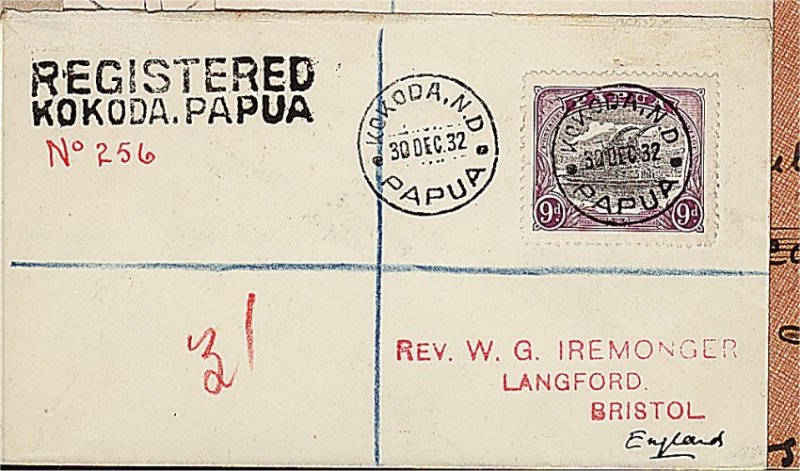 REGISTERED
KOKODA. PAPUA
Nº 256
KOKODA, N.D
30 DEC. 32
PAPUA
KOKODA, N.D
30 DEC. 32
PAPUA
9d
9d
31
REV. W. G. IREMONGER
LANGFORD.
BRISTOL
England